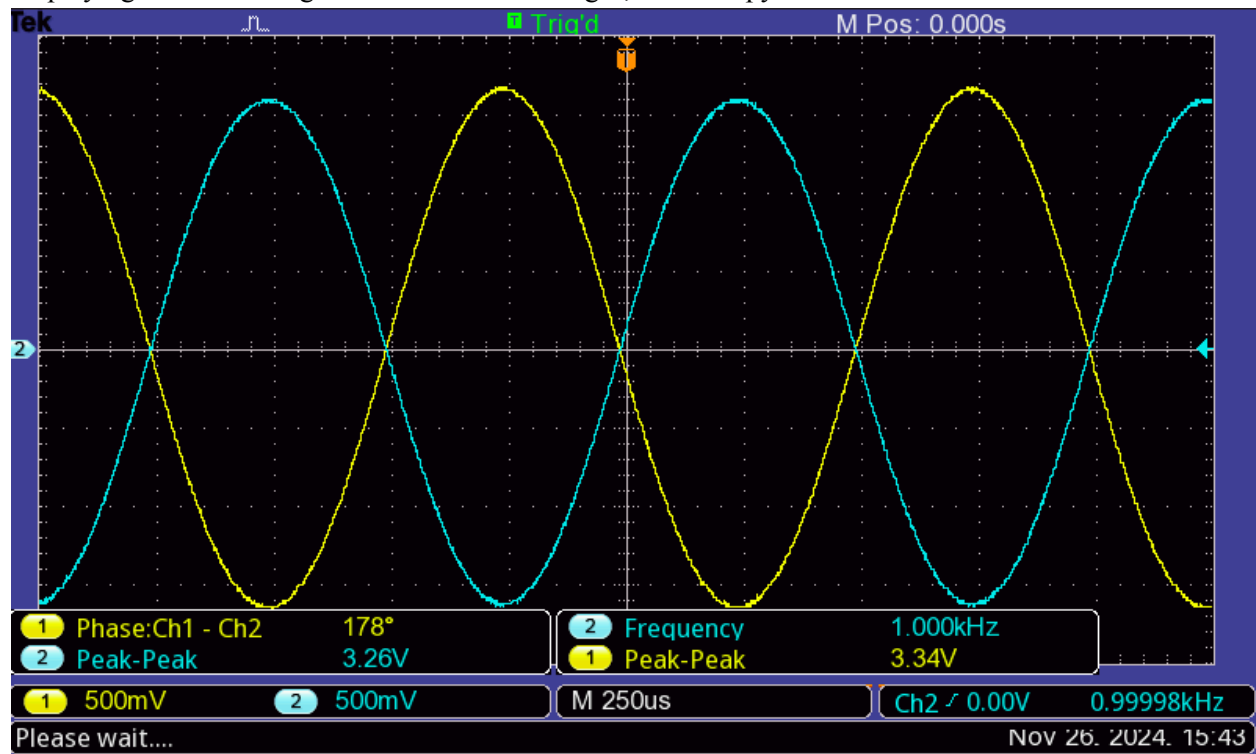 Tek Trig'd M Pos: 0.000s
T
2
1 Phase:Ch1 - Ch2 178° 2 Frequency 1.000kHz
2 Peak-Peak 3.26V 1 Peak-Peak 3.34V
1 500mV 2 500mV M 250us Ch2 0.00V 0.99998kHz
Please wait.... Nov 26. 2024. 15:43